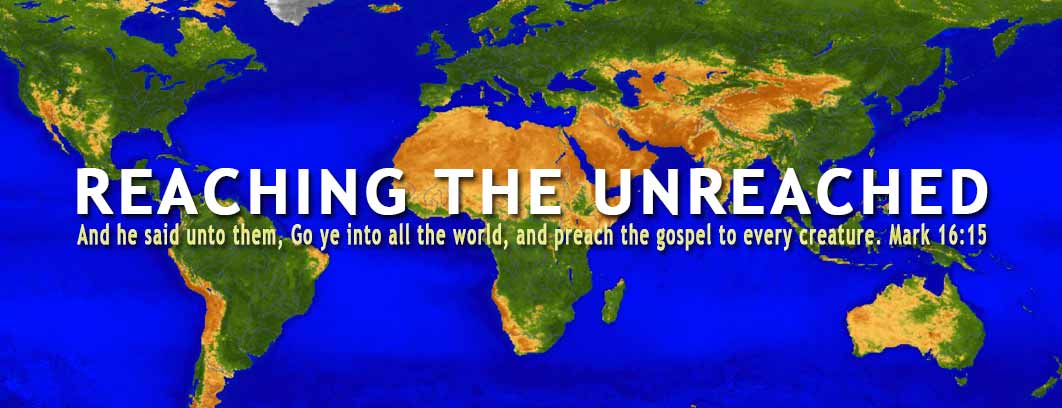 REACHING THE UNREACHED
And he said unto them, Go ye into all the world, and preach the gospel to every creature. Mark 16:15